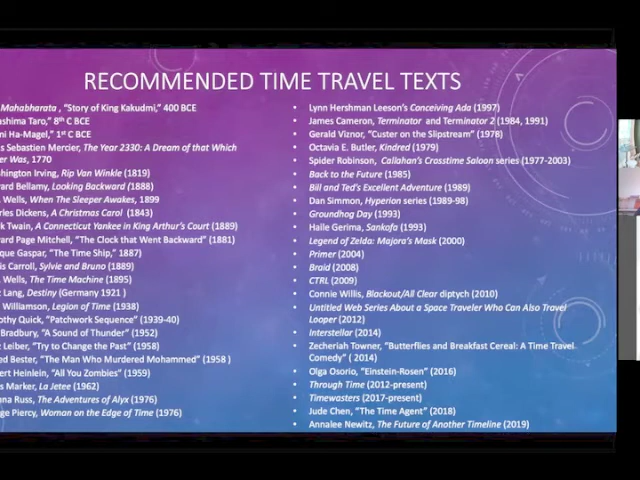 RECOMMENDED TIME TRAVEL TEXTS
Mahabharata , “Story of King Kakudmi,” 400 BCE
ashima Taro,” 8th C BCE
ni Ha-Magel,” 1st C BCE
s Sebastien Mercier, The Year 2330: A Dream of that Which
er Was, 1770
shington Irving, Rip Van Winkle (1819)
ard Bellamy, Looking Backward (1888)
. Wells, When The Sleeper Awakes, 1899
rles Dickens, A Christmas Carol (1843)
k Twain, A Connecticut Yankee in King Arthur’s Court (1889)
ard Page Mitchell, “The Clock that Went Backward” (1881)
que Gaspar, “The Time Ship,” 1887)
is Carroll, Sylvie and Bruno (1889)
. Wells, The Time Machine (1895)
Lang, Destiny (Germany 1921 )
Williamson, Legion of Time (1938)
othy Quick, “Patchwork Sequence” (1939-40)
Bradbury, “A Sound of Thunder” (1952)
Leiber, “Try to Change the Past” (1958)
ed Bester, “The Man Who Murdered Mohammed” (1958 )
ert Heinlein, “All You Zombies” (1959)
s Marker, La Jetee (1962)
nna Russ, The Adventures of Alyx (1976)
ge Piercy, Woman on the Edge of Time (1976)
• Lynn Hershman Leeson’s Conceiving Ada (1997)
• James Cameron, Terminator and Terminator 2 (1984, 1991)
• Gerald Viznor, “Custer on the Slipstream” (1978)
• Octavia E. Butler, Kindred (1979)
• Spider Robinson, Callahan’s Crosstime Saloon series (1977-2003)
• Back to the Future (1985)
• Bill and Ted’s Excellent Adventure (1989)
• Dan Simmon, Hyperion series (1989-98)
• Groundhog Day (1993)
• Haile Gerima, Sankofa (1993)
• Legend of Zelda: Majora’s Mask (2000)
• Primer (2004)
• Braid (2008)
• CTRL (2009)
• Connie Willis, Blackout/All Clear diptych (2010)
• Untitled Web Series About a Space Traveler Who Can Also Travel
• Looper (2012)
• Interstellar (2014)
• Zecheriah Towner, “Butterflies and Breakfast Cereal: A Time Travel
Comedy” ( 2014)
• Olga Osorio, “Einstein-Rosen” (2016)
• Through Time (2012-present)
• Timewasters (2017-present)
• Jude Chen, “The Time Agent” (2018)
• Annalee Newitz, The Future of Another Timeline (2019)